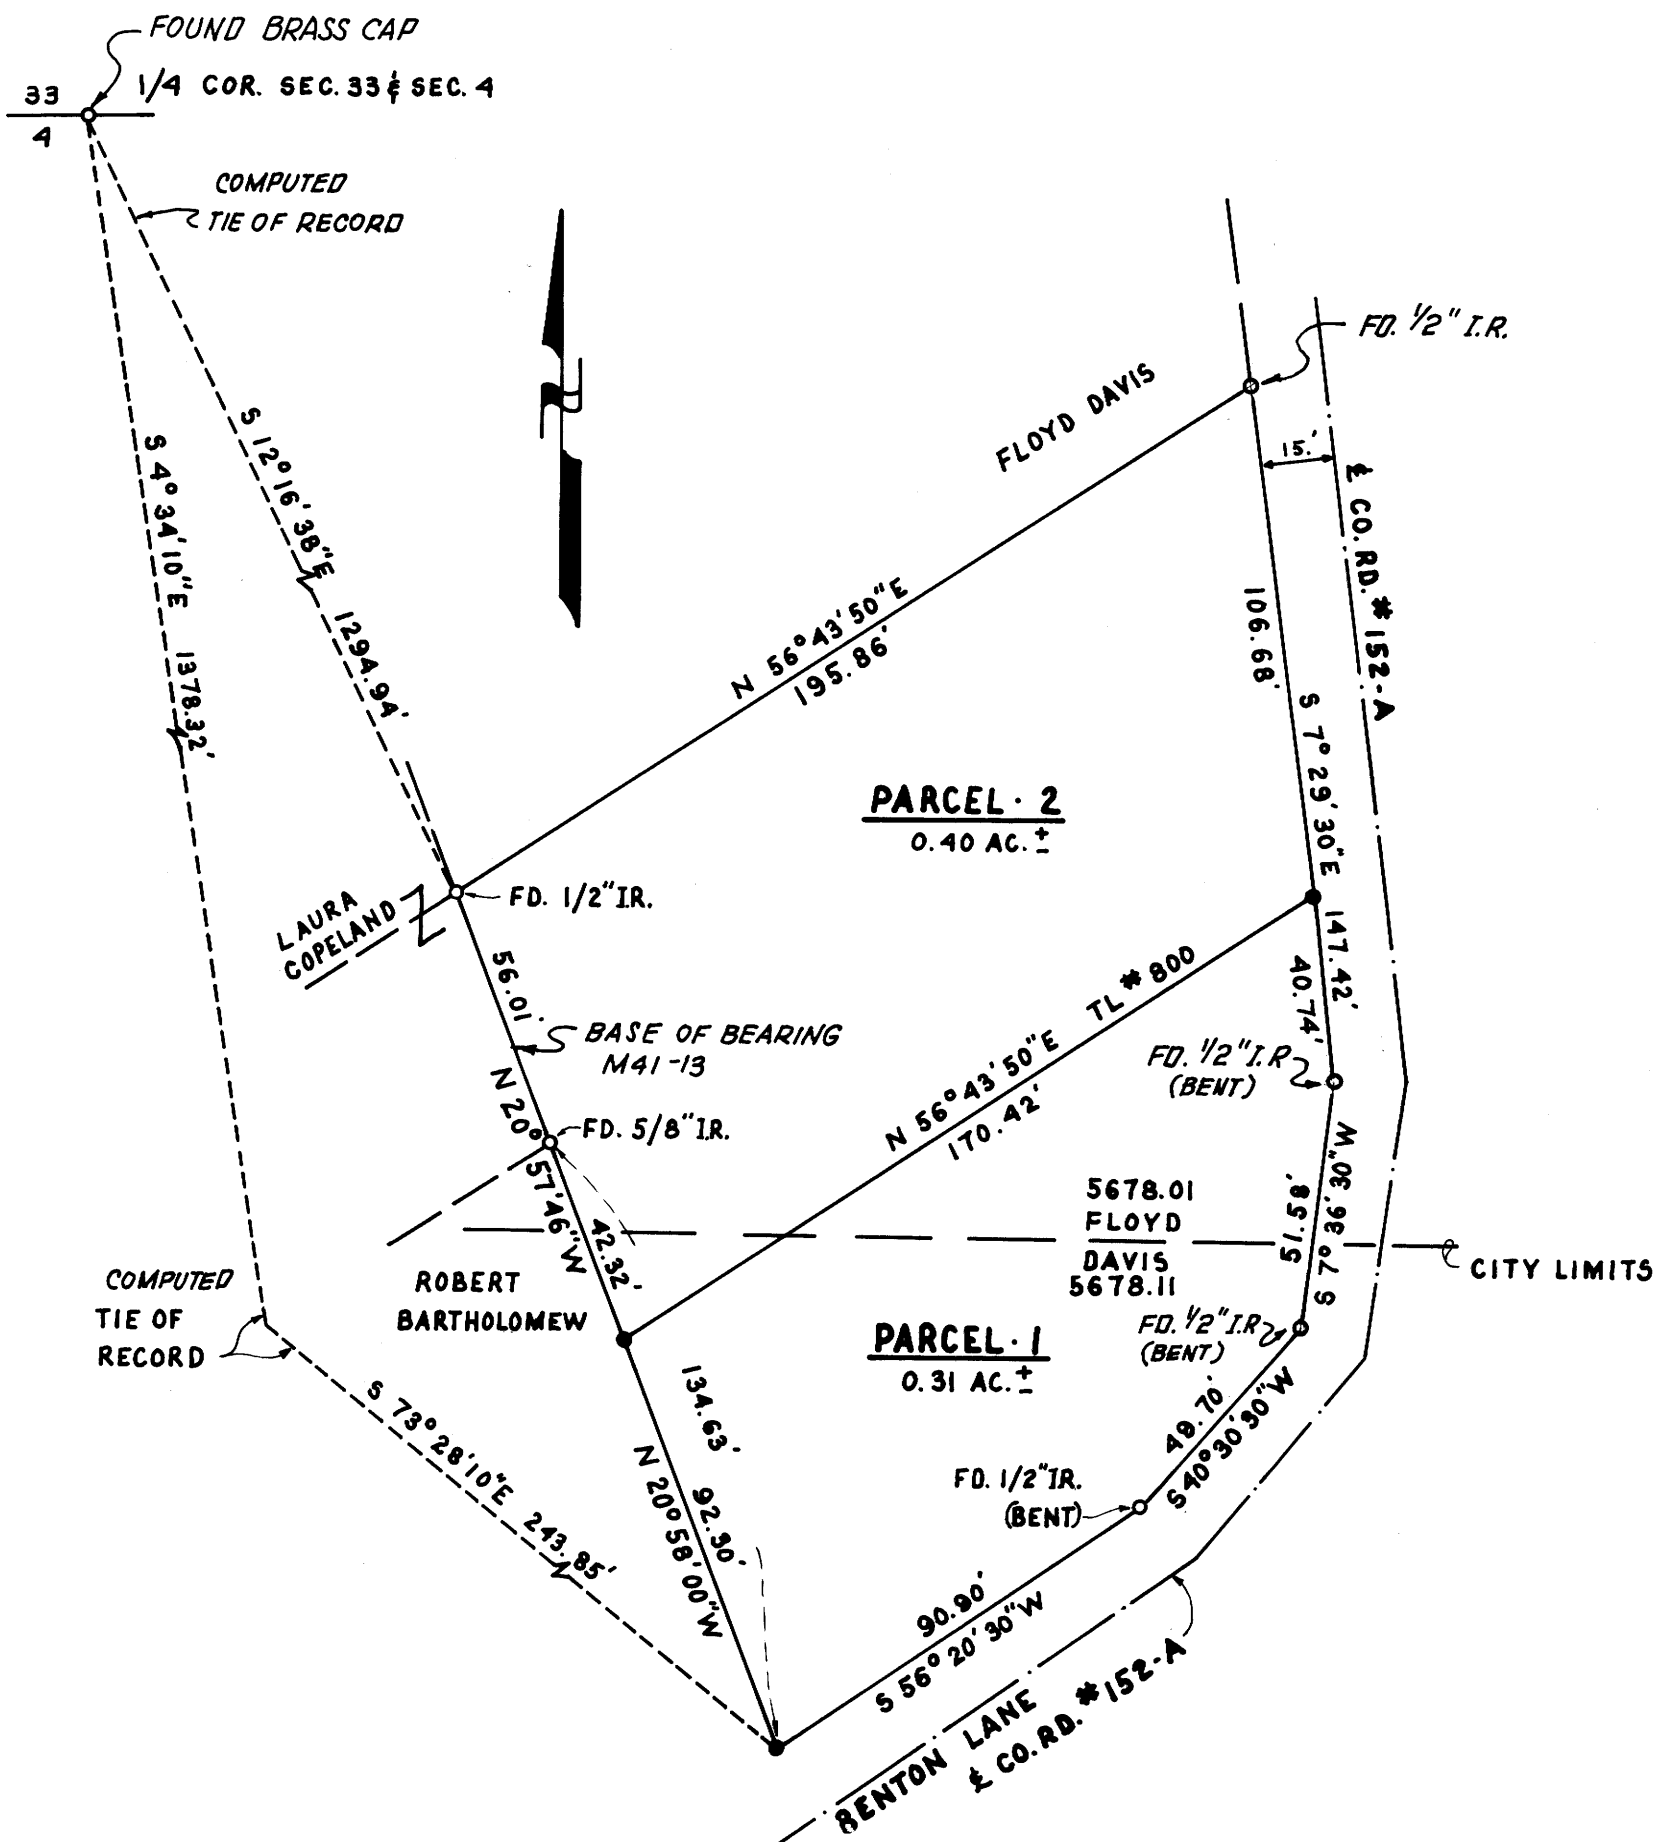 FOUND BRASS CAP
1/4 COR. SEC. 33 & SEC. 4
33
4
COMPUTED
TIE OF RECORD
S 12°16'38"E 1294.94'
S 4°34'10"E 1378.32'
N
FLOYD DAVIS
FD. 1/2" I.R.
15.'
℄ CO. RD. # 152-A
N 56°43'50"E
195.86'
106.68'
S 7°29'30"E
147.42'
40.74'
PARCEL · 2
0.40 AC. ±
LAURA
COPELAND
FD. 1/2" I.R.
56.01'
BASE OF BEARING
M41-13
N 20°57'46"W
FD. 5/8" I.R.
42.32'
TL # 800
N 56°43'50"E
170.42'
FD. 1/2" I.R
(BENT)
51.58'
S 7°36'30"W
5678.01
FLOYD
DAVIS
5678.11
CITY LIMITS
COMPUTED
TIE OF
RECORD
ROBERT
BARTHOLOMEW
PARCEL · 1
0.31 AC. ±
FD. 1/2" I.R
(BENT)
49.70'
S 40°30'30"W
134.63'
92.30'
N 20°58'00"W
S 73°28'10"E 243.85'
FD. 1/2" I.R.
(BENT)
90.90'
S 56°20'30"W
BENTON LANE
℄ CO. RD. # 152-A